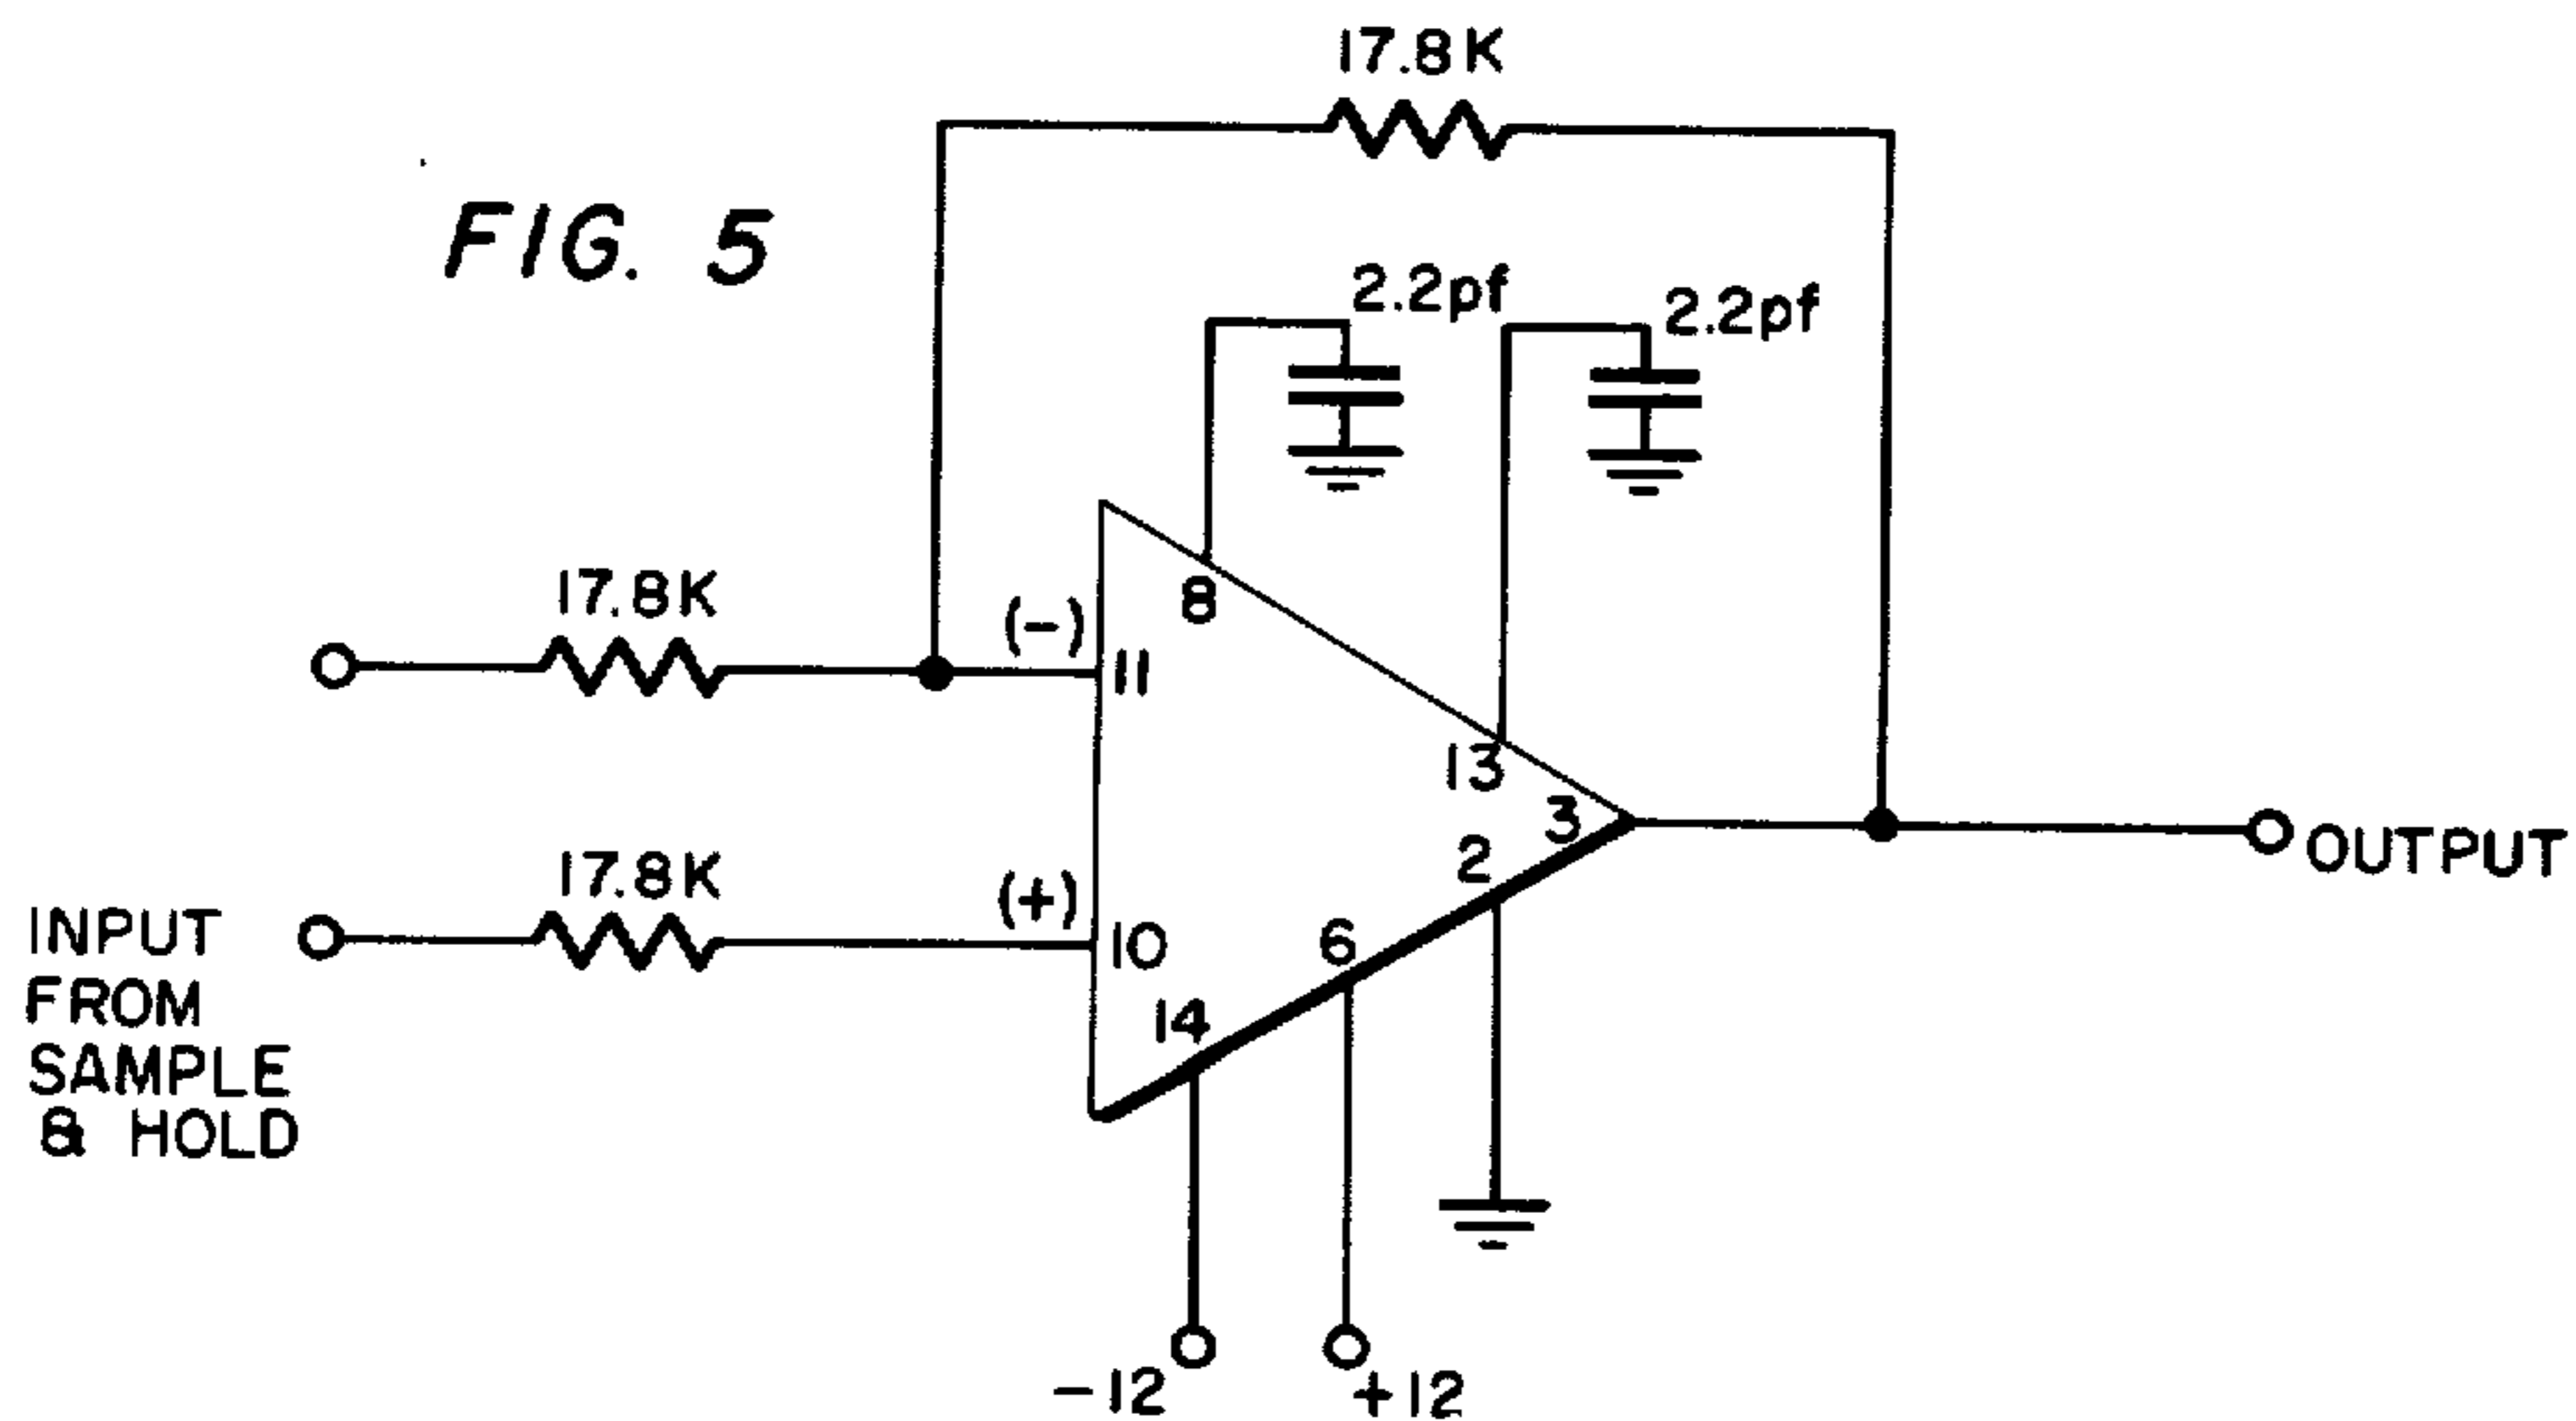 17.8K
FIG. 5
2.2pf
2.2pf
17.8K
(-)
8
11
13
3
17.8K
(+)
2
OUTPUT
10
6
INPUT
FROM
SAMPLE
& HOLD
14
-12
+12